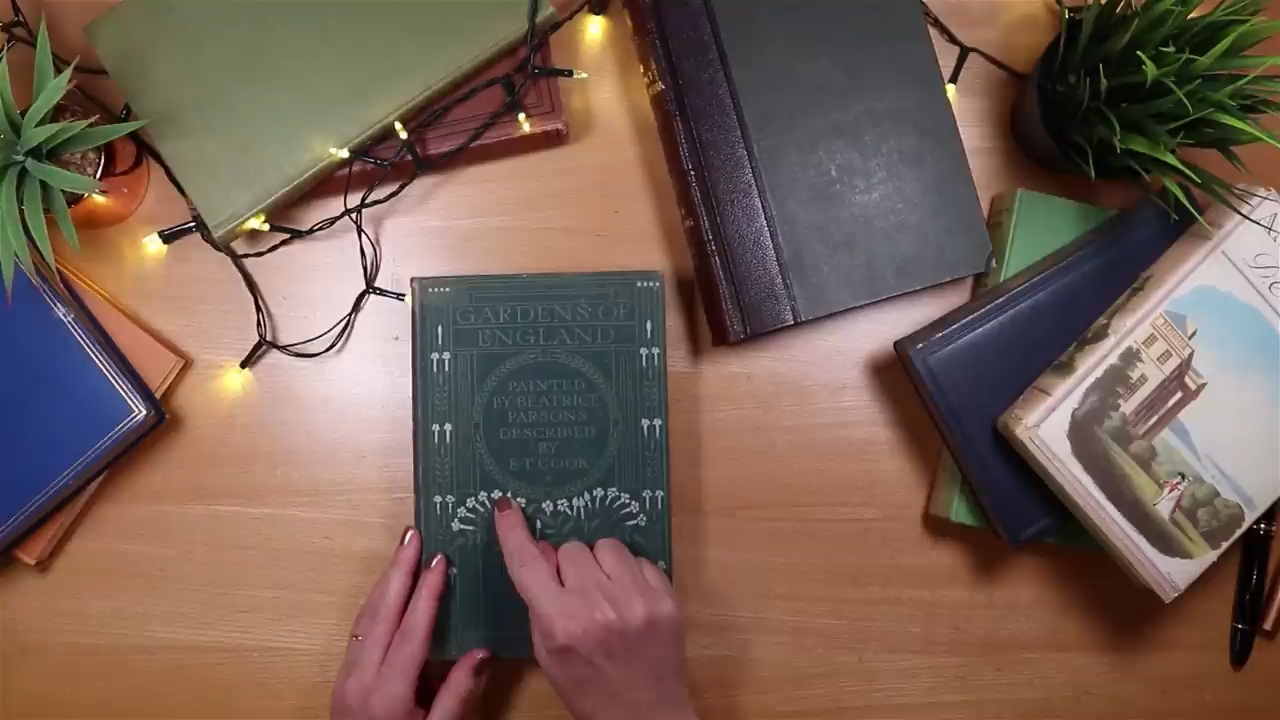 GARDENS OF
ENGLAND
PAINTED
BY BEATRICE
PARSONS
DESCRIBED
BY
E·T·COOK